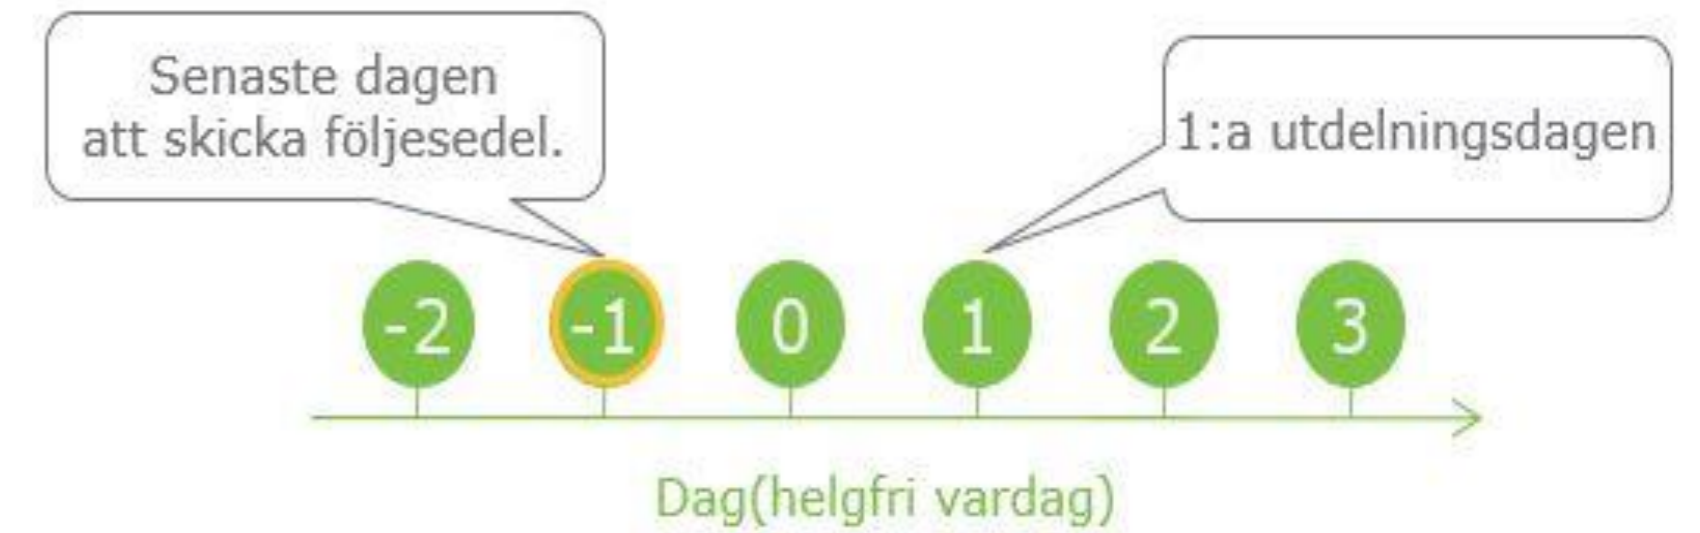 Senaste dagen
att skicka följesedel.
1:a utdelningsdagen
-2 -1 0 1 2 3
Dag(helgfri vardag)